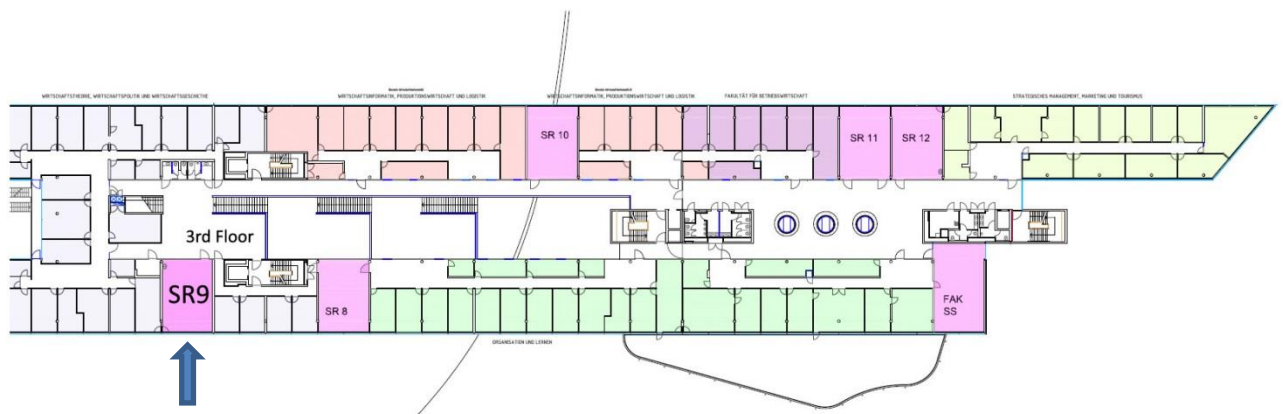 WIRTSCHAFTSTHEORIE, WIRTSCHAFTSPOLITIK UND WIRTSCHAFTSGESCHICHTE
WIRTSCHAFTSINFORMATIK, PRODUKTIONSWIRTSCHAFT UND LOGISTIK
WIRTSCHAFTSINFORMATIK, PRODUKTIONSWIRTSCHAFT UND LOGISTIK
FAKULTÄT FÜR BETRIEBSWIRTSCHAFT
STRATEGISCHES MANAGEMENT, MARKETING UND TOURISMUS
SR 10
SR 11
SR 12
3rd Floor
SR9
SR 8
FAK
SS
ORGANISATION UND LERNEN